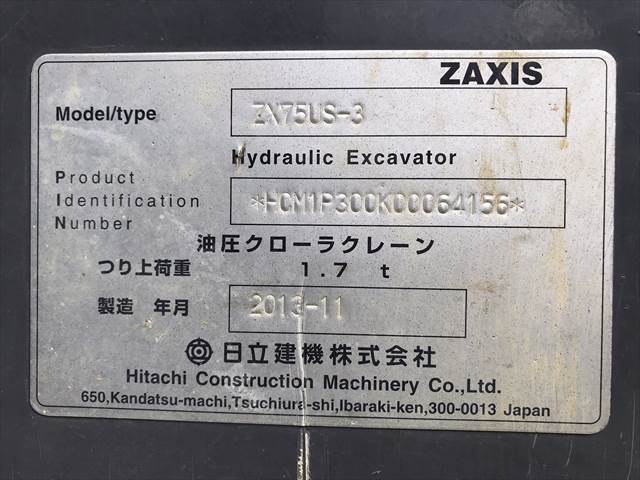 ZAXIS
Model/type ZX75US-3
Hydraulic Excavator
Product
Identification *HCM1P300K00064156*
Number
油圧クローラクレーン
つり上荷重 1.7 t
製造 年月 2013-11
日立建機株式会社
Hitachi Construction Machinery Co.,Ltd.
650,Kandatsu-machi,Tsuchiura-shi,Ibaraki-ken,300-0013 Japan